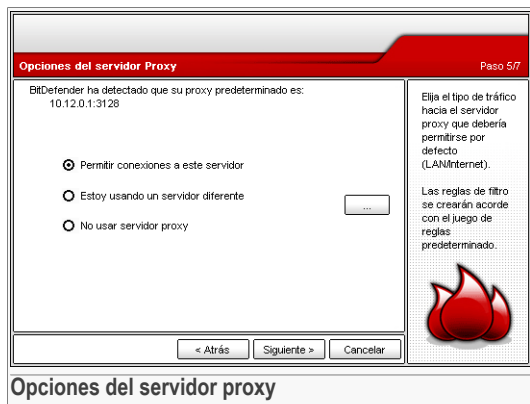 Opciones del servidor Proxy
Paso 5/7
BitDefender ha detectado que su proxy predeterminado es:
10.12.0.1:3128
Permitir conexiones a este servidor
Estoy usando un servidor diferente
...
No usar servidor proxy
Elija el tipo de tráfico
hacia el servidor
proxy que debería
permitirse por
defecto
(LAN/Internet).
Las reglas de filtro
se crearán acorde
con el juego de
reglas
predeterminado.
< Atrás
Siguiente >
Cancelar
Opciones del servidor proxy